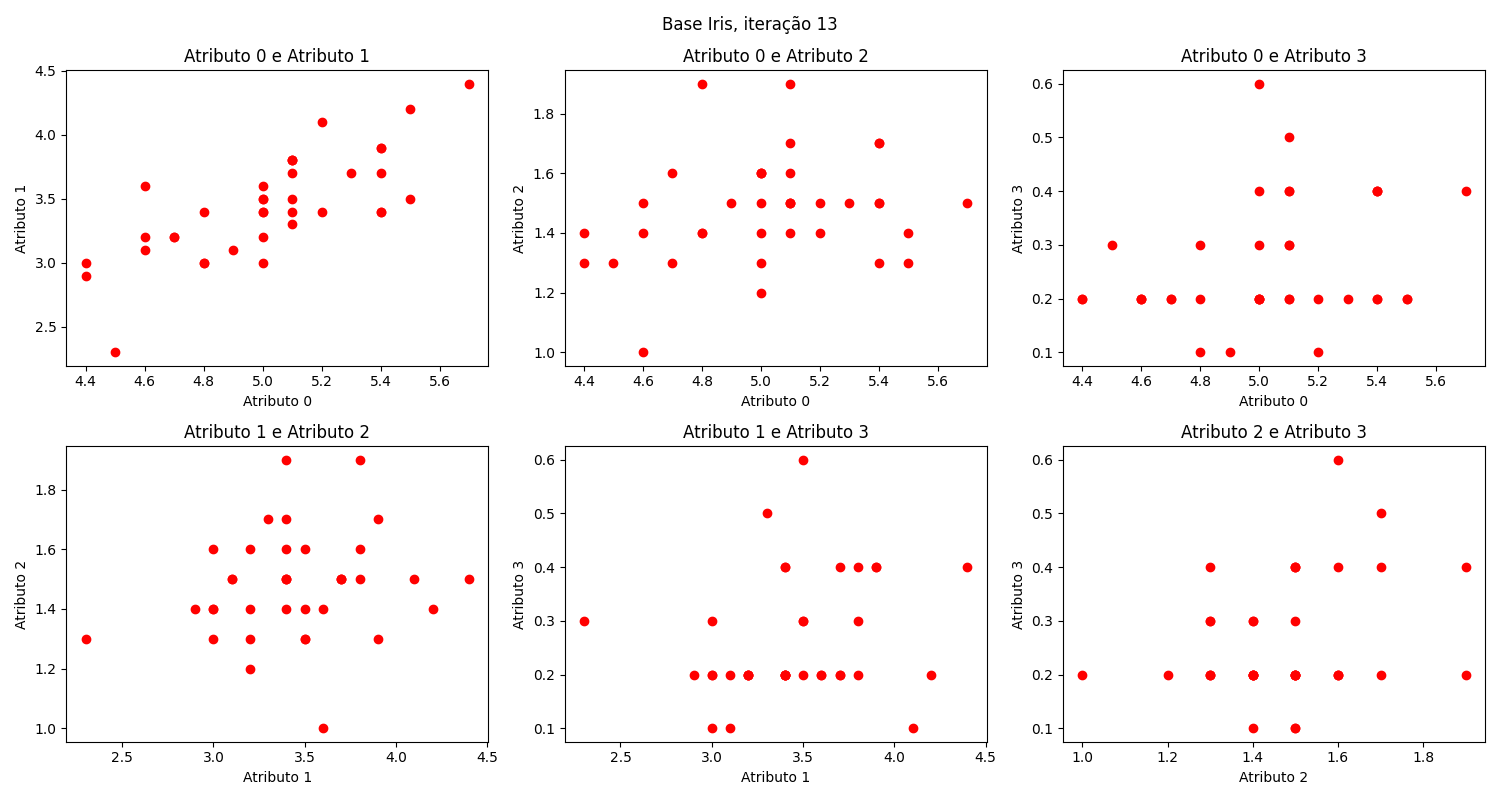 Base Iris, iteração 13
Atributo 0 e Atributo 1
Atributo 1
4.5
4.0
3.5
3.0
2.5
4.4 4.6 4.8 5.0 5.2 5.4 5.6
Atributo 0
Atributo 0 e Atributo 2
Atributo 2
1.8
1.6
1.4
1.2
1.0
4.4 4.6 4.8 5.0 5.2 5.4 5.6
Atributo 0
Atributo 0 e Atributo 3
Atributo 3
0.6
0.5
0.4
0.3
0.2
0.1
4.4 4.6 4.8 5.0 5.2 5.4 5.6
Atributo 0
Atributo 1 e Atributo 2
Atributo 2
1.8
1.6
1.4
1.2
1.0
2.5 3.0 3.5 4.0 4.5
Atributo 1
Atributo 1 e Atributo 3
Atributo 3
0.6
0.5
0.4
0.3
0.2
0.1
2.5 3.0 3.5 4.0 4.5
Atributo 1
Atributo 2 e Atributo 3
Atributo 3
0.6
0.5
0.4
0.3
0.2
0.1
1.0 1.2 1.4 1.6 1.8
Atributo 2